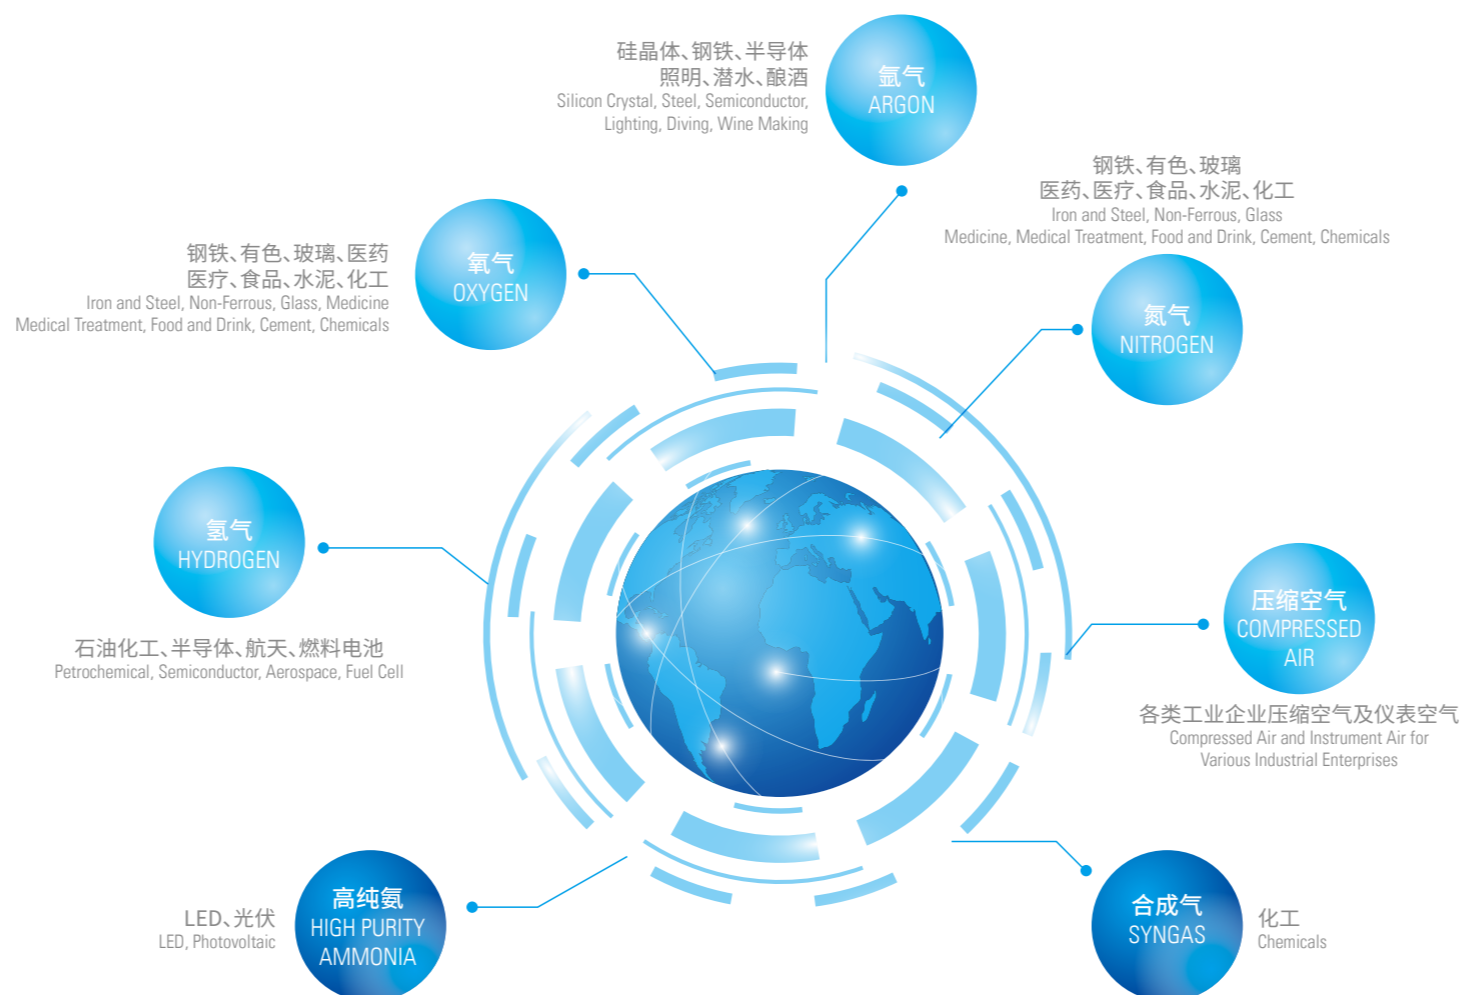 硅晶体、钢铁、半导体
照明、潜水、酿酒
Silicon Crystal, Steel, Semiconductor,
Lighting, Diving, Wine Making
氩气
ARGON
钢铁、有色、玻璃
医药、医疗、食品、水泥、化工
Iron and Steel, Non-Ferrous, Glass
Medicine, Medical Treatment, Food and Drink, Cement, Chemicals
氮气
NITROGEN
钢铁、有色、玻璃、医药
医疗、食品、水泥、化工
Iron and Steel, Non-Ferrous, Glass, Medicine
Medical Treatment, Food and Drink, Cement, Chemicals
氧气
OXYGEN
氢气
HYDROGEN
石油化工、半导体、航天、燃料电池
Petrochemical, Semiconductor, Aerospace, Fuel Cell
压缩空气
COMPRESSED
AIR
各类工业企业压缩空气及仪表空气
Compressed Air and Instrument Air for
Various Industrial Enterprises
LED、光伏
LED, Photovoltaic
高纯氨
HIGH PURITY
AMMONIA
合成气
SYNGAS
化工
Chemicals